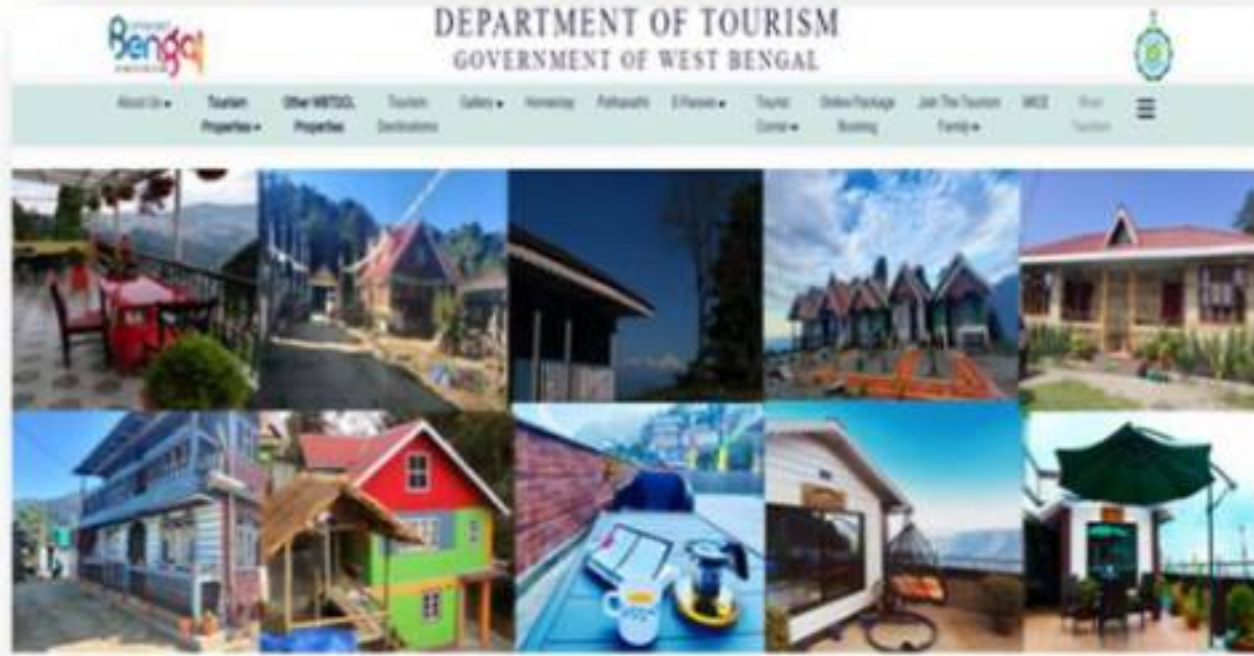 Bengal
DEPARTMENT OF TOURISM
GOVERNMENT OF WEST BENGAL
About Us Tourism Other WBTDCL Tourism Gallery Homestay Pathasathi E-Passes Tourist Online Package Join The Tourism MICE River
Properties Properties Destinations Corner Booking Family Tourism